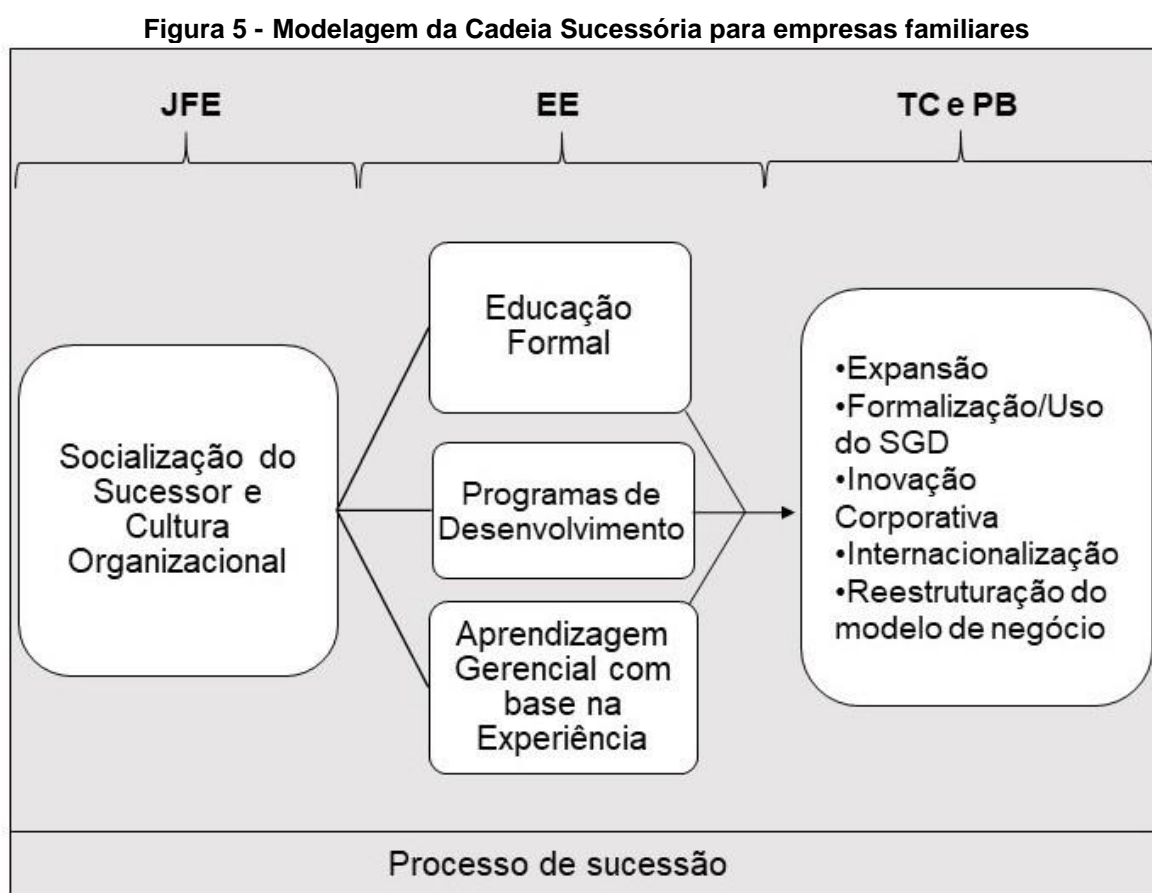 Figura 5 - Modelagem da Cadeia Sucessória para empresas familiares
JFE
EE
TC e PB
Socialização do
Sucessor e
Cultura
Organizacional
Educação
Formal
Programas de
Desenvolvimento
Aprendizagem
Gerencial com
base na
Experiência
•Expansão
•Formalização/Uso
do SGD
•Inovação
Corporativa
•Internacionalização
•Reestruturação do
modelo de negócio
Processo de sucessão